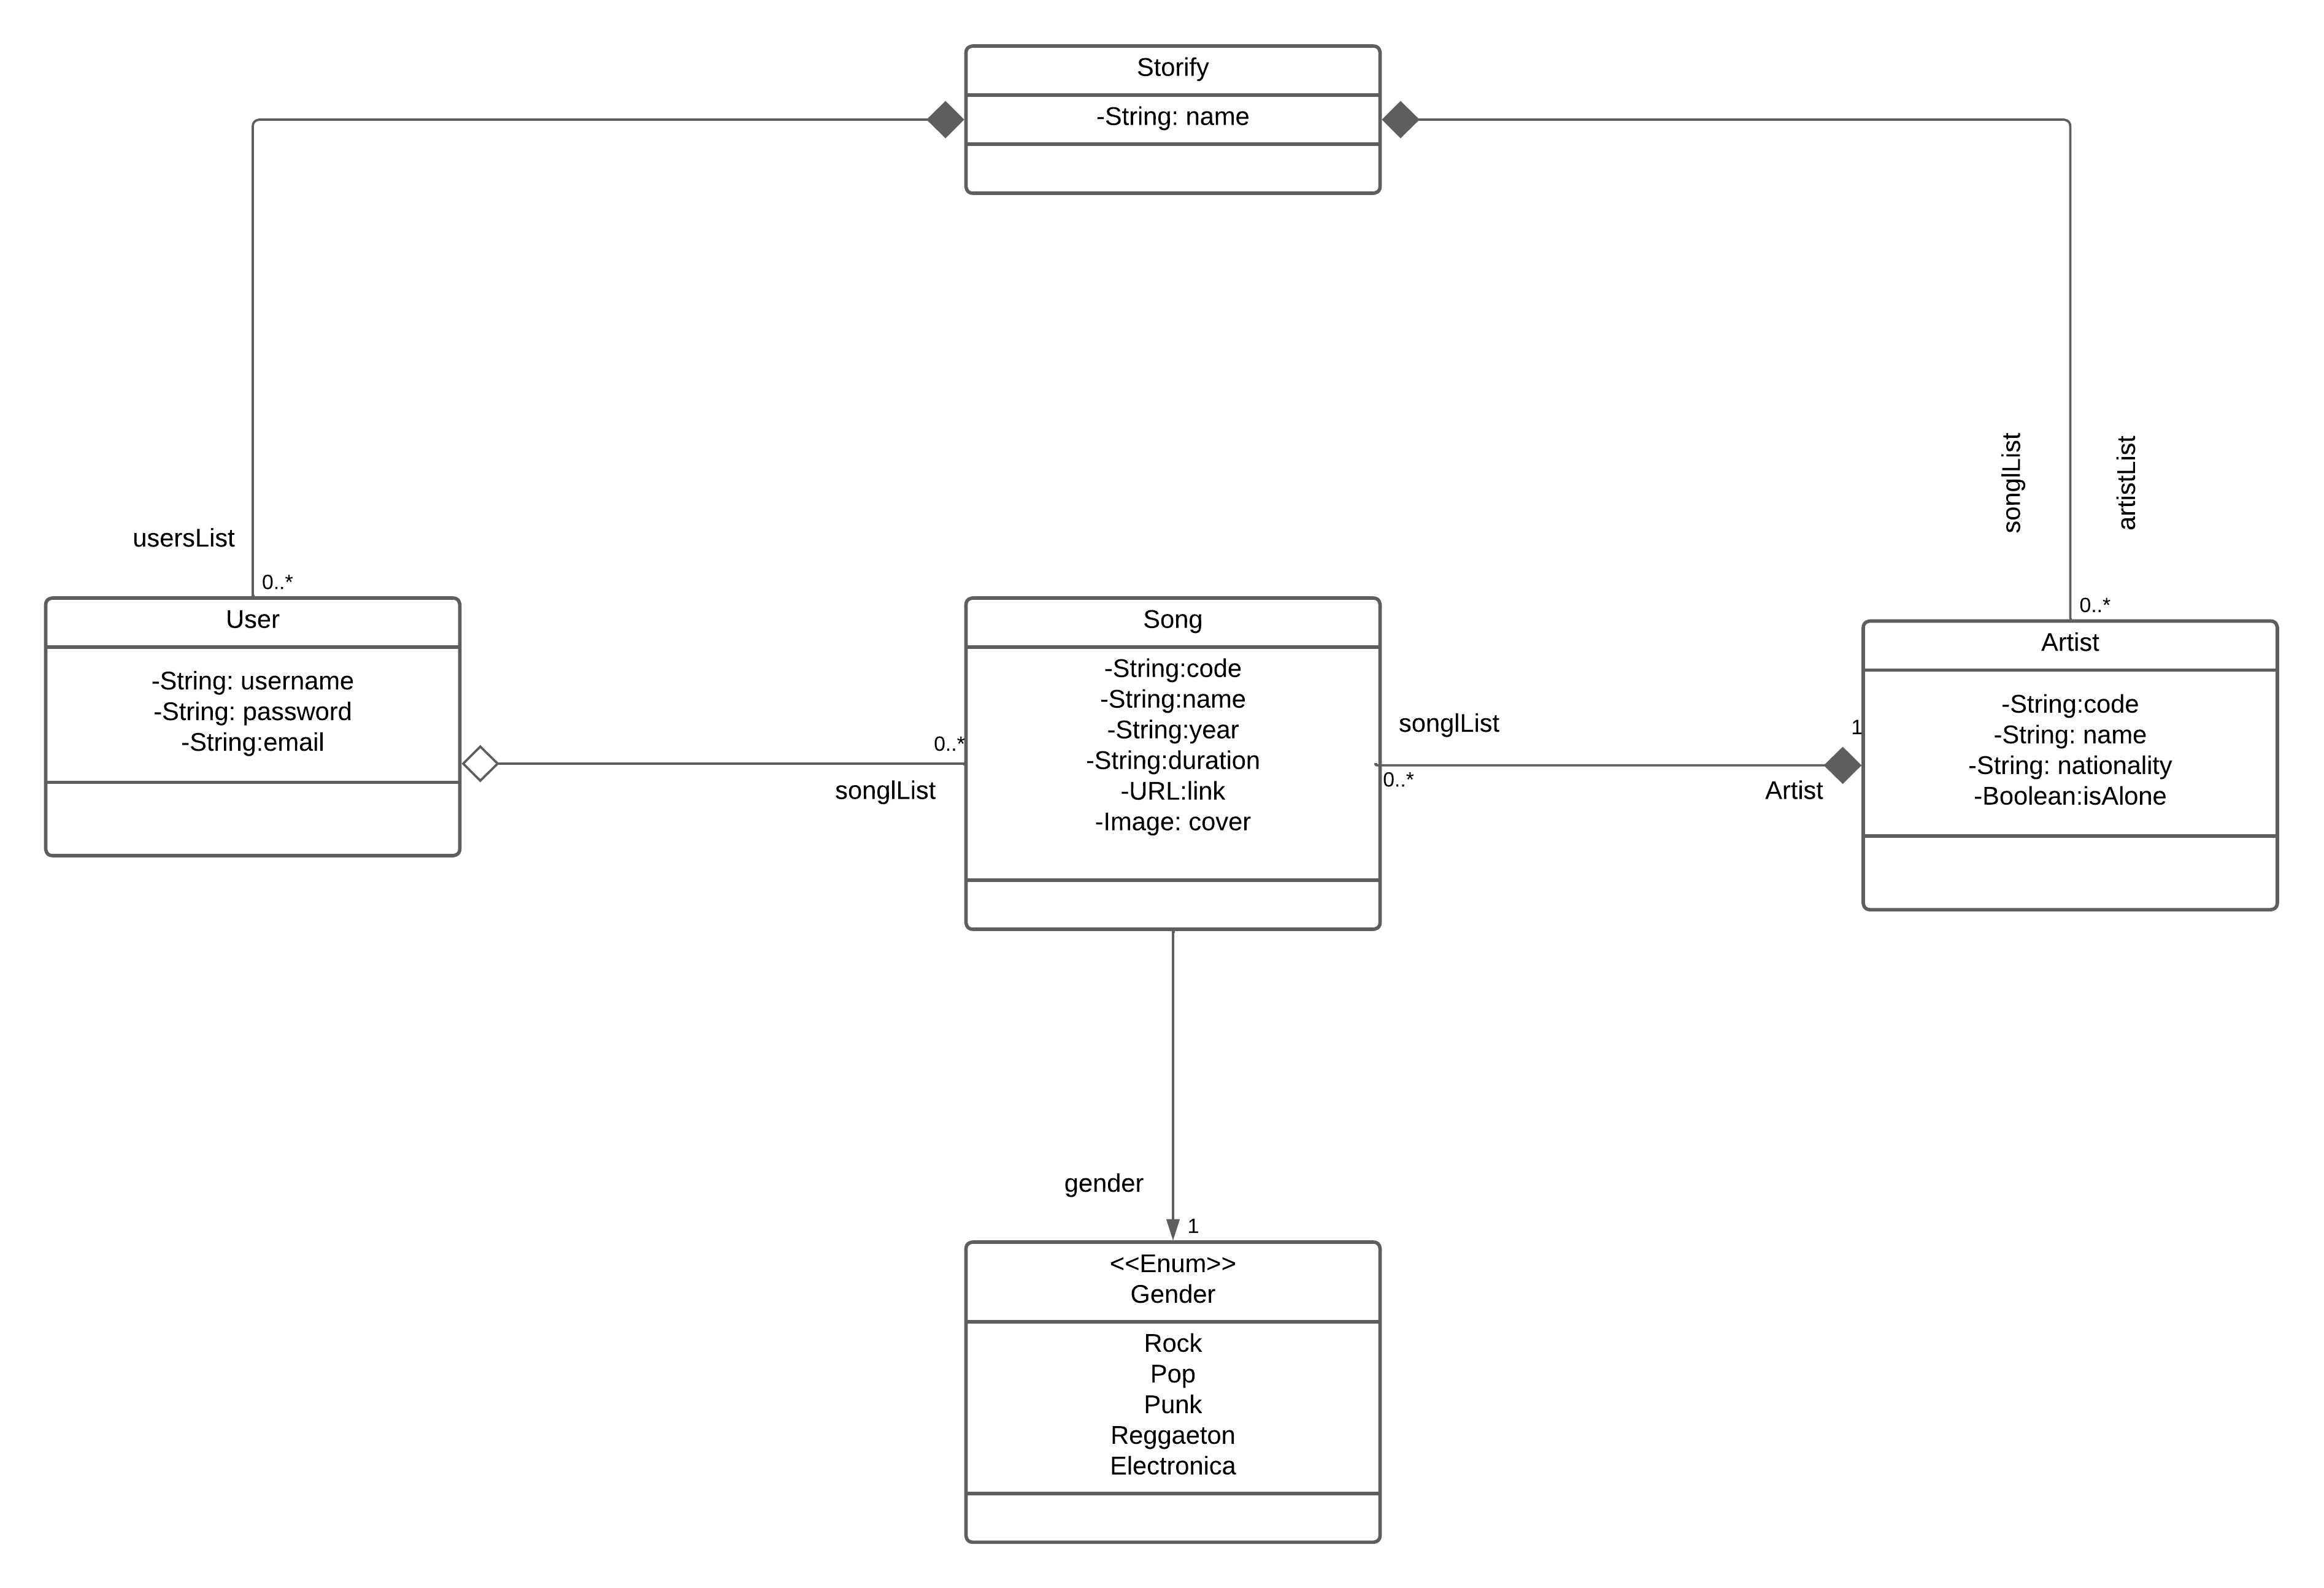 Storify
-String: name
songlList
artistList
usersList
0..*
0..*
User
-String: username
-String: password
-String:email
0..*
songlList
Song
-String:code
-String:name
-String:year
-String:duration
-URL:link
-Image: cover
songlList
0..*
1
Artist
Artist
-String:code
-String: name
-String: nationality
-Boolean:isAlone
gender
1
<<Enum>>
Gender
Rock
Pop
Punk
Reggaeton
Electronica